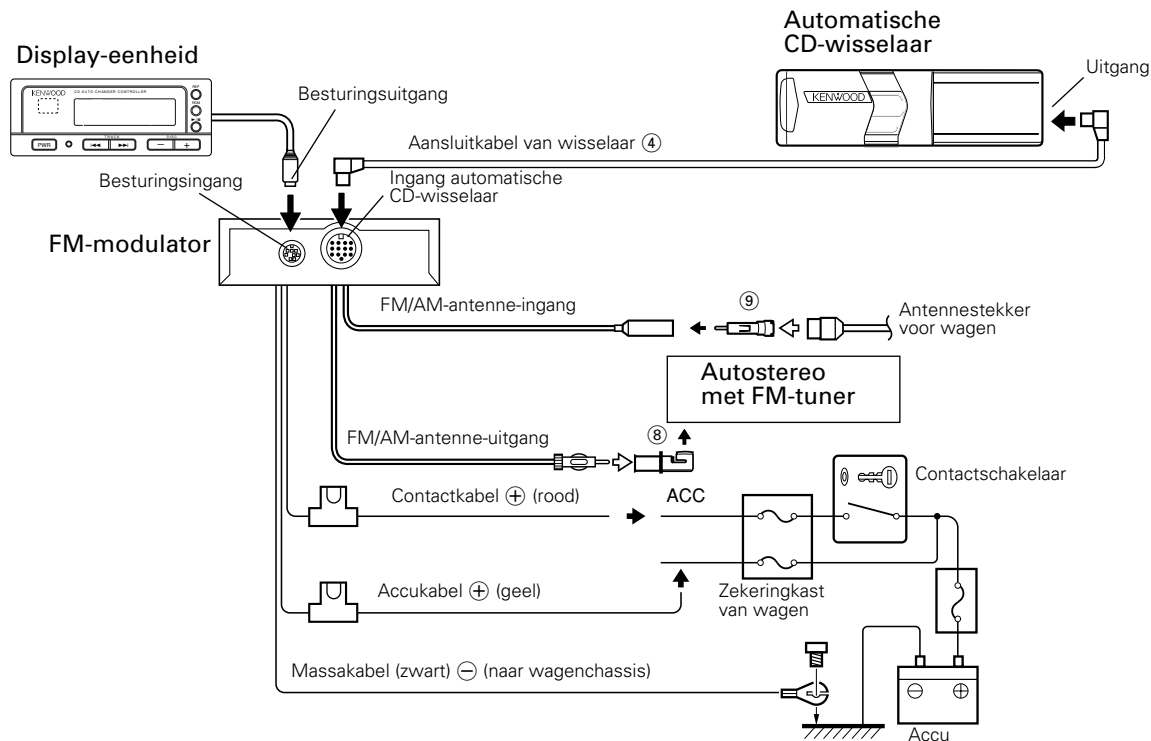 Automatische
CD-wisselaar
Display-eenheid
Uitgang
KENWOOD CD AUTO CHANGER CONTROLLER
KENWOOD
Besturingsuitgang
TRACK
DISC
PWR
Aansluitkabel van wisselaar ④
Besturingsingang
Ingang automatische
CD-wisselaar
FM-modulator
FM/AM-antenne-ingang
⑨
Antennestekker
voor wagen
Autostereo
met FM-tuner
FM/AM-antenne-uitgang
⑧
Contactschakelaar
Contactkabel ⊕ (rood)
ACC
Accukabel ⊕ (geel)
Zekeringkast
van wagen
Massakabel (zwart) ⊖ (naar wagenchassis)
⊖ ⊕
Accu